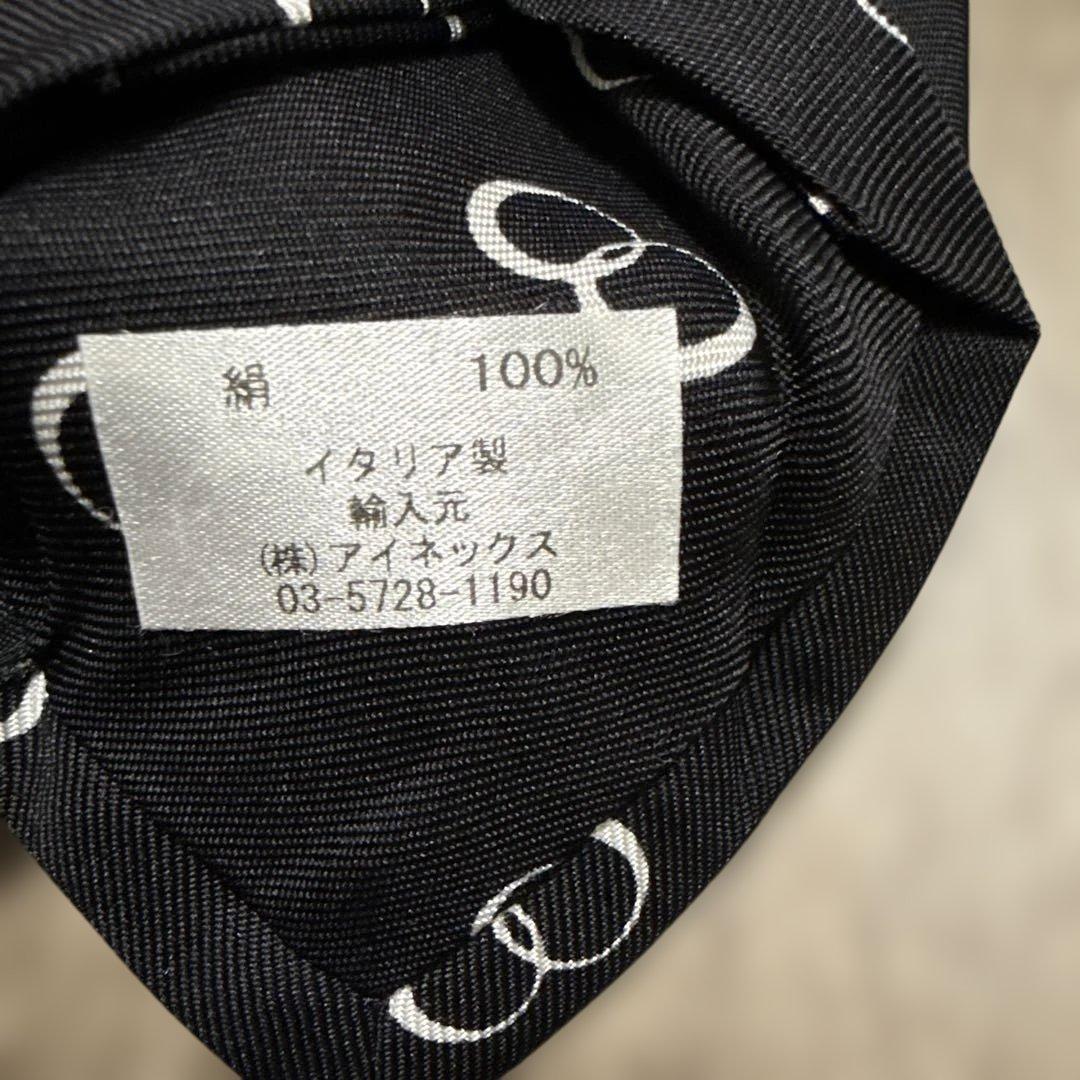 絹 100%
イタリア製
輸入元
(株)アイネックス
03-5728-1190